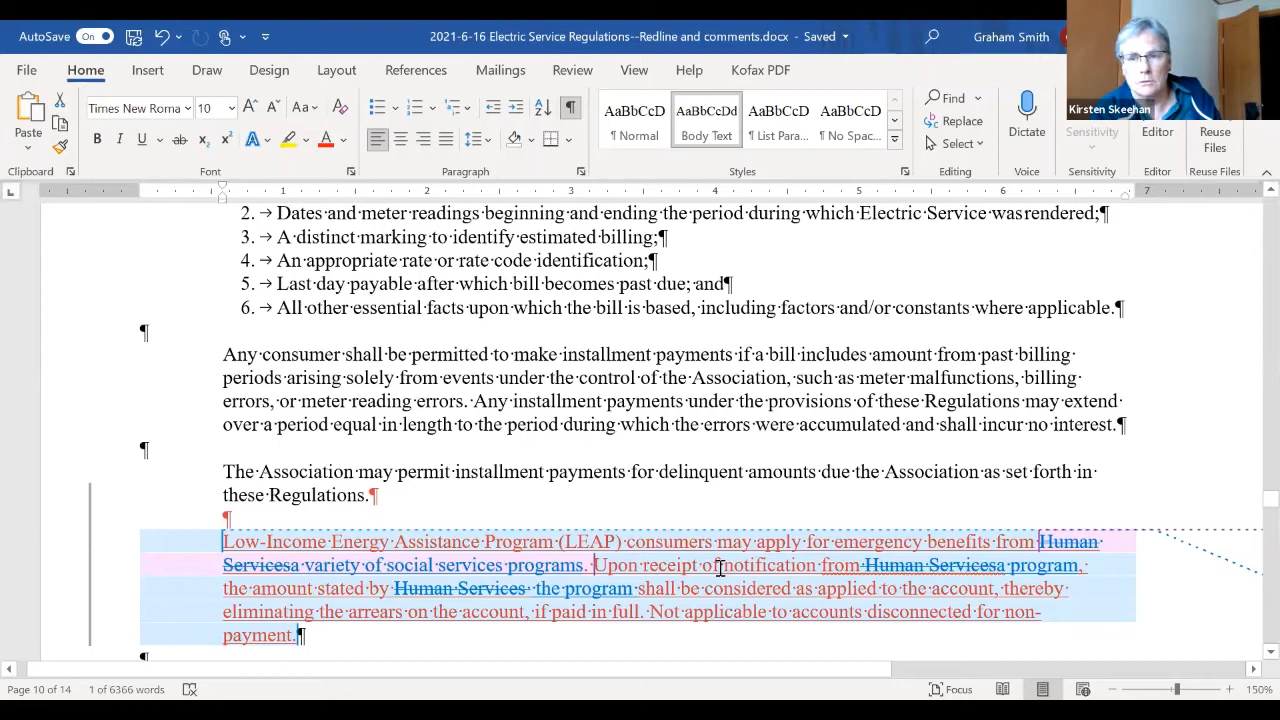 AutoSave On 2021-6-16 Electric Service Regulations--Redline and comments.docx - Saved Graham Smith
File Home Insert Draw Design Layout References Mailings Review View Help Kofax PDF
Kirsten Skeehan
Paste Times New Roma 10 A A Aa A
B I U ab x2 x2 A A
AaBbCcD AaBbCcDd AaBbCcD AaBbCcD
¶ Normal Body Text ¶ List Para... ¶ No Spac...
Find
Replace
Select
Dictate Sensitivity Editor Reuse Files
Clipboard Font Paragraph Styles Editing Voice Sensitivity Editor Reuse Files
1 2 3 4 5 6 7
2. → Dates·and·meter·readings·beginning·and·ending·the·period·during·which·Electric·Service·was·rendered;¶
3. → A·distinct·marking·to·identify·estimated·billing;¶
4. → An·appropriate·rate·or·rate·code·identification;¶
5. → Last·day·payable·after·which·bill·becomes·past·due;·and¶
6. → All·other·essential·facts·upon·which·the·bill·is·based,·including·factors·and/or·constants·where·applicable.¶
¶
Any·consumer·shall·be·permitted·to·make·installment·payments·if·a·bill·includes·amount·from·past·billing·
periods·arising·solely·from·events·under·the·control·of·the·Association,·such·as·meter·malfunctions,·billing·
errors,·or·meter·reading·errors.··Any·installment·payments·under·the·provisions·of·these·Regulations·may·extend·
over·a·period·equal·in·length·to·the·period·during·which·the·errors·were·accumulated·and·shall·incur·no·interest.¶
¶
The·Association·may·permit·installment·payments·for·delinquent·amounts·due·the·Association·as·set·forth·in·
these·Regulations.¶
¶
Low-Income·Energy·Assistance·Program·(LEAP)·consumers·may·apply·for·emergency·benefits·from·Human·
Servicesa·variety·of·social·services·programs.··Upon·receipt·of·notification·from·Human·Servicesa·program,·
the·amount·stated·by·Human·Services··the·program·shall·be·considered·as·applied·to·the·account,·thereby·
eliminating·the·arrears·on·the·account,·if·paid·in·full.··Not·applicable·to·accounts·disconnected·for·non-
payment.¶
¶
Page 10 of 14 1 of 6366 words Focus 150%